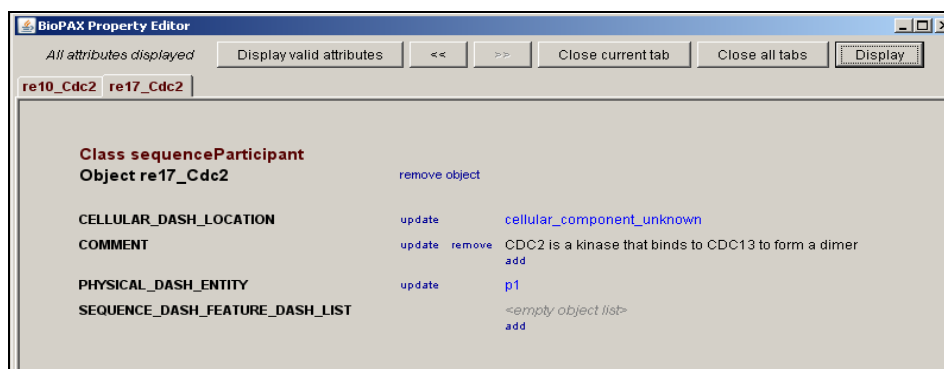 BioPAX Property Editor
All attributes displayed Display valid attributes << >> Close current tab Close all tabs Display
re10_Cdc2 re17_Cdc2
Class sequenceParticipant
Object re17_Cdc2 remove object
CELLULAR_DASH_LOCATION update cellular_component_unknown
COMMENT update remove CDC2 is a kinase that binds to CDC13 to form a dimer
add
PHYSICAL_DASH_ENTITY update p1
SEQUENCE_DASH_FEATURE_DASH_LIST <empty object list>
add